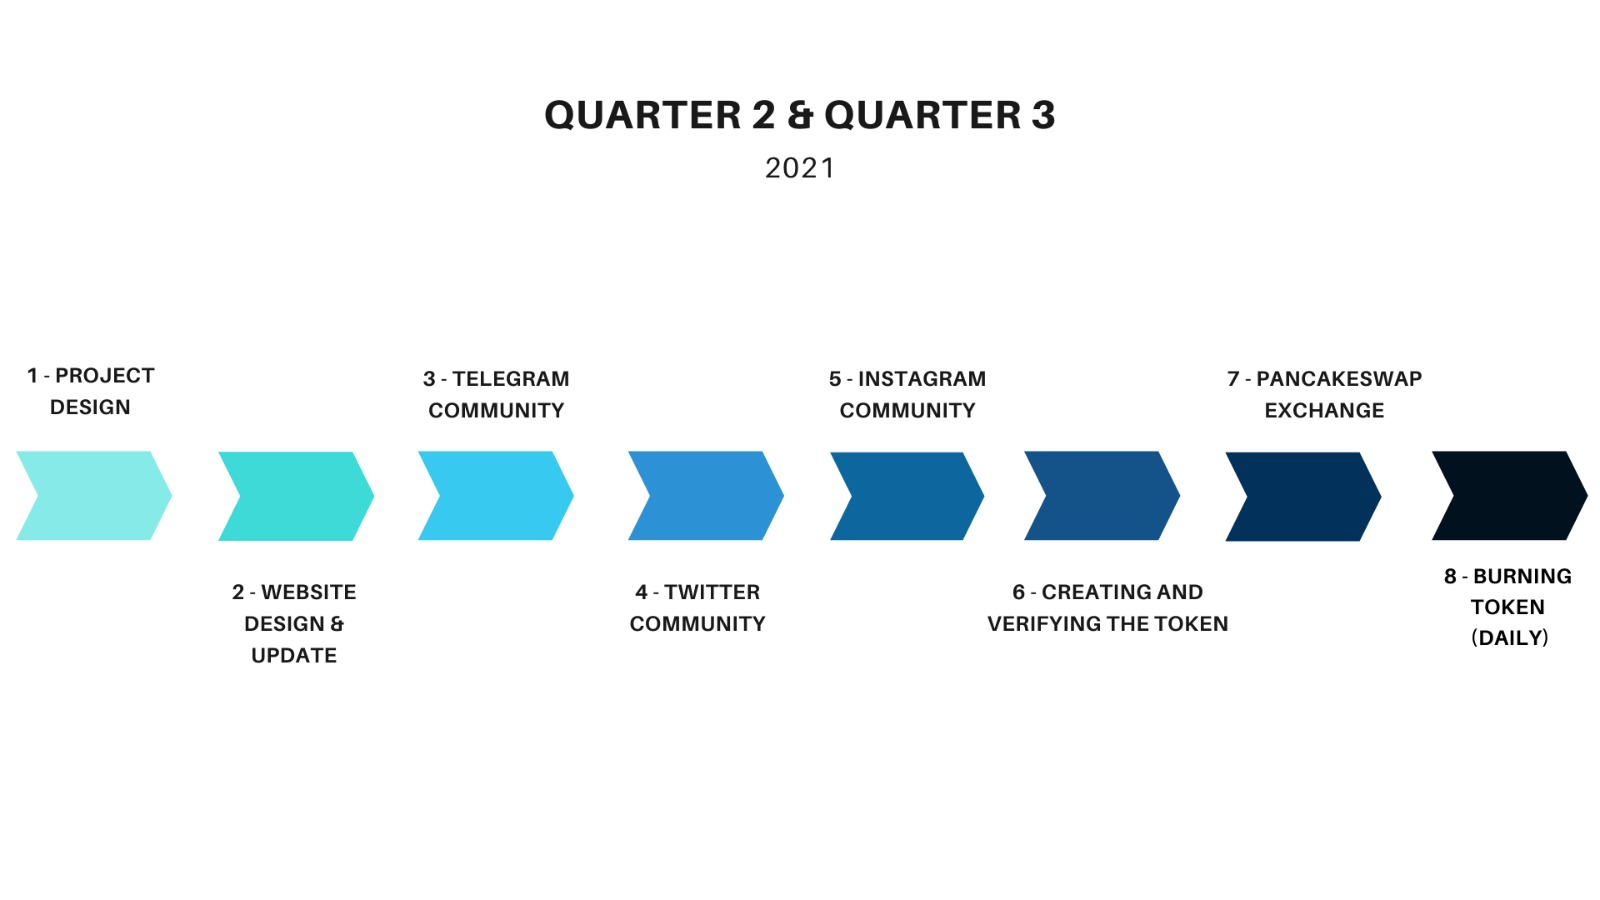 QUARTER 2 & QUARTER 3
2021
1 - PROJECT
DESIGN
2 - WEBSITE
DESIGN &
UPDATE
3 - TELEGRAM
COMMUNITY
4 - TWITTER
COMMUNITY
5 - INSTAGRAM
COMMUNITY
6 - CREATING AND
VERIFYING THE TOKEN
7 - PANCAKESWAP
EXCHANGE
8 - BURNING
TOKEN
(DAILY)